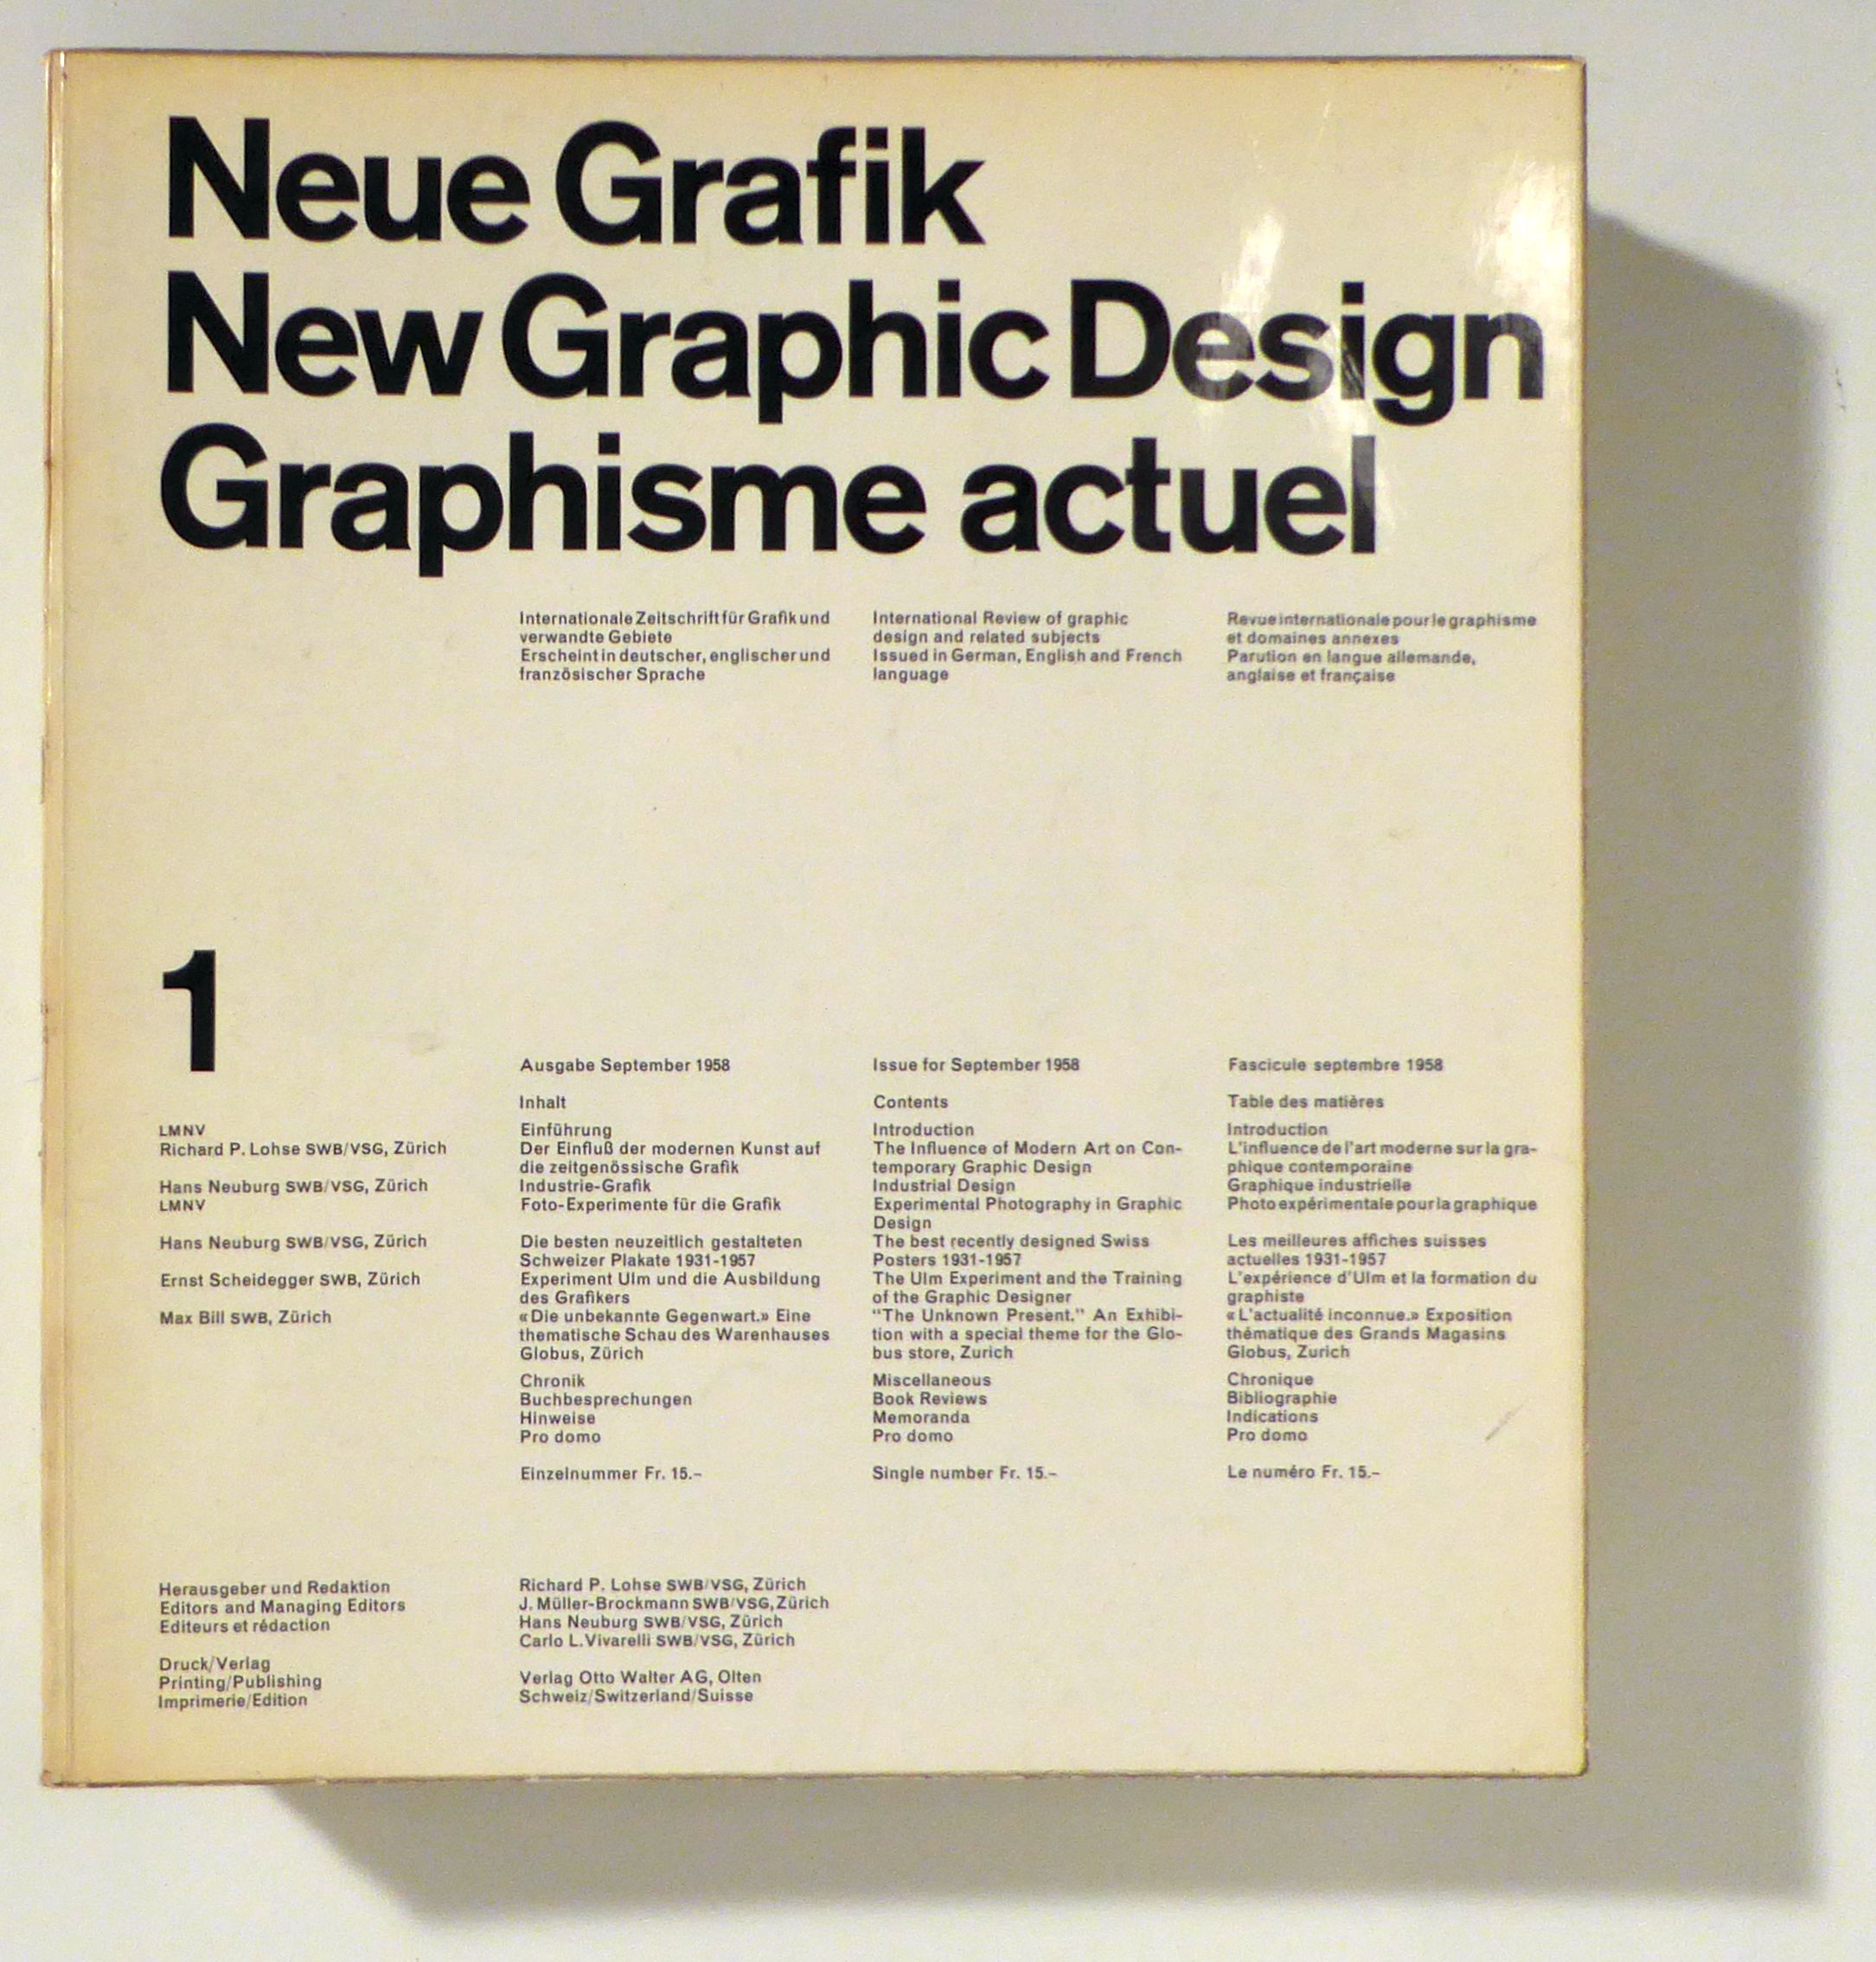 Neue Grafik
New Graphic Design
Graphisme actuel
Internationale Zeitschrift für Grafik und
verwandte Gebiete
Erscheint in deutscher, englischer und
französischer Sprache
International Review of graphic
design and related subjects
Issued in German, English and French
language
Revue internationale pour le graphisme
et domaines annexes
Parution en langue allemande,
anglaise et française
1
Ausgabe September 1958
Issue for September 1958
Fascicule septembre 1958
LMNV
Richard P. Lohse SWB/VSG, Zürich
Hans Neuburg SWB/VSG, Zürich
LMNV
Hans Neuburg SWB/VSG, Zürich
Ernst Scheidegger SWB, Zürich
Max Bill SWB, Zürich
Inhalt
Einführung
Der Einfluß der modernen Kunst auf
die zeitgenössische Grafik
Industrie-Grafik
Foto-Experimente für die Grafik
Die besten neuzeitlich gestalteten
Schweizer Plakate 1931-1957
Experiment Ulm und die Ausbildung
des Grafikers
«Die unbekannte Gegenwart.» Eine
thematische Schau des Warenhauses
Globus, Zürich
Chronik
Buchbesprechungen
Hinweise
Pro domo
Einzelnummer Fr. 15.–
Contents
Introduction
The Influence of Modern Art on Con-
temporary Graphic Design
Industrial Design
Experimental Photography in Graphic
Design
The best recently designed Swiss
Posters 1931-1957
The Ulm Experiment and the Training
of the Graphic Designer
“The Unknown Present.” An Exhibi-
tion with a special theme for the Glo-
bus store, Zurich
Miscellaneous
Book Reviews
Memoranda
Pro domo
Single number Fr. 15.–
Table des matières
Introduction
L'influence de l'art moderne sur la gra-
phique contemporaine
Graphique industrielle
Photo expérimentale pour la graphique
Les meilleures affiches suisses
actuelles 1931-1957
L'expérience d'Ulm et la formation du
graphiste
«L'actualité inconnue.» Exposition
thématique des Grands Magasins
Globus, Zurich
Chronique
Bibliographie
Indications
Pro domo
Le numéro Fr. 15.–
Herausgeber und Redaktion
Editors and Managing Editors
Editeurs et rédaction
Richard P. Lohse SWB/VSG, Zürich
J. Müller-Brockmann SWB/VSG, Zürich
Hans Neuburg SWB/VSG, Zürich
Carlo L. Vivarelli SWB/VSG, Zürich
Druck/Verlag
Printing/Publishing
Imprimerie/Edition
Verlag Otto Walter AG, Olten
Schweiz/Switzerland/Suisse